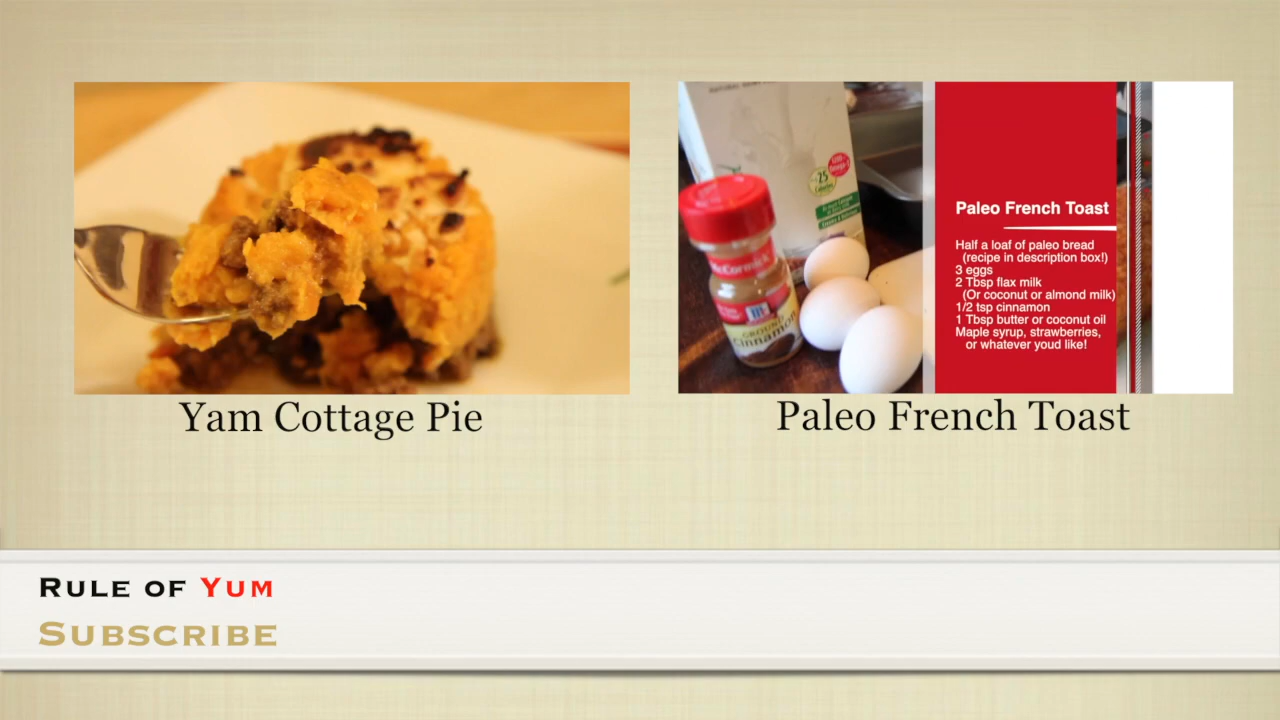 25
McCormick
GROUND
Cinnamon
Paleo French Toast
Half a loaf of paleo bread
(recipe in description box!)
3 eggs
2 Tbsp flax milk
(Or coconut or almond milk)
1/2 tsp cinnamon
1 Tbsp butter or coconut oil
Maple syrup, strawberries,
or whatever youd like!
Yam Cottage Pie
Paleo French Toast
Rule of Yum
Subscribe